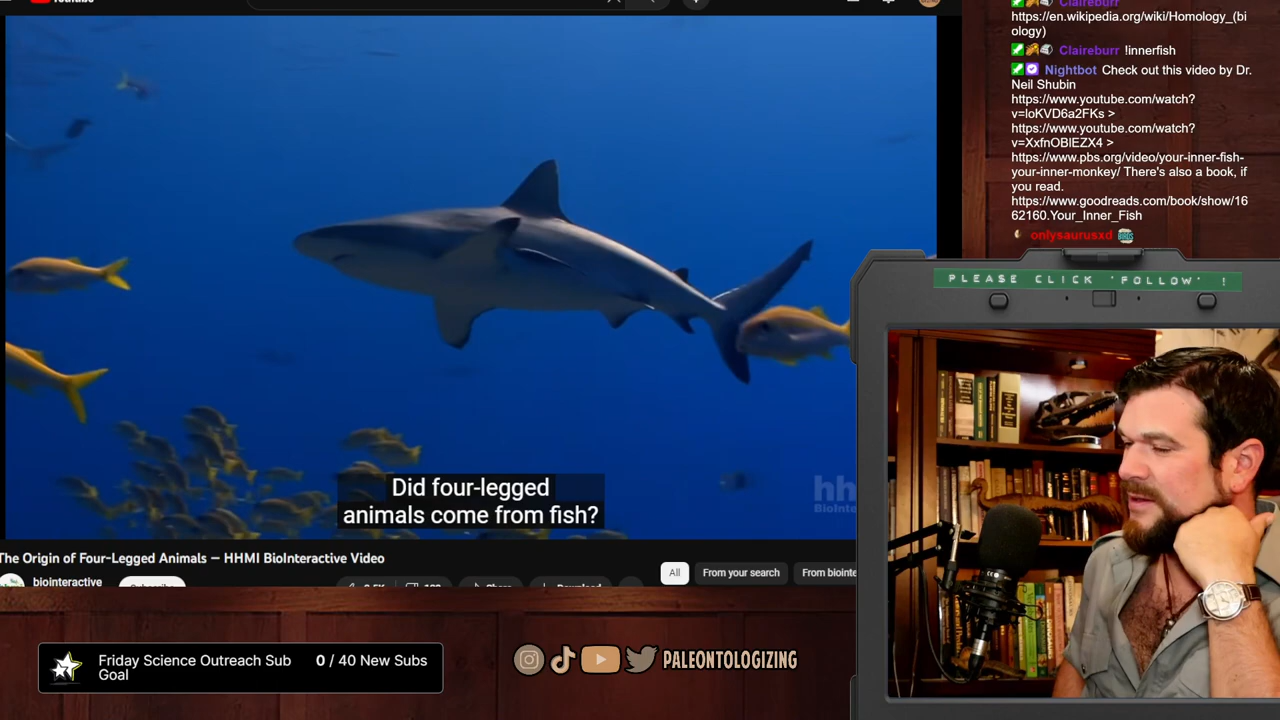 Claireburr
https://en.wikipedia.org/wiki/Homology_(bi
ology)
Claireburr !innerfish
Nightbot Check out this video by Dr.
Neil Shubin
https://www.youtube.com/watch?
v=loKVD6a2FKs >
https://www.youtube.com/watch?
v=XxfnOBlEZX4 >
https://www.pbs.org/video/your-inner-fish-
your-inner-monkey/ There's also a book, if
you read.
https://www.goodreads.com/book/show/16
62160.Your_Inner_Fish
onlysaurusxd
PLEASE CLICK 'FOLLOW' !
Did four-legged
animals come from fish?
The Origin of Four-Legged Animals – HHMI BioInteractive Video
biointeractive
All From your search From biointe
Friday Science Outreach Sub 0 / 40 New Subs
Goal
PALEONTOLOGIZING